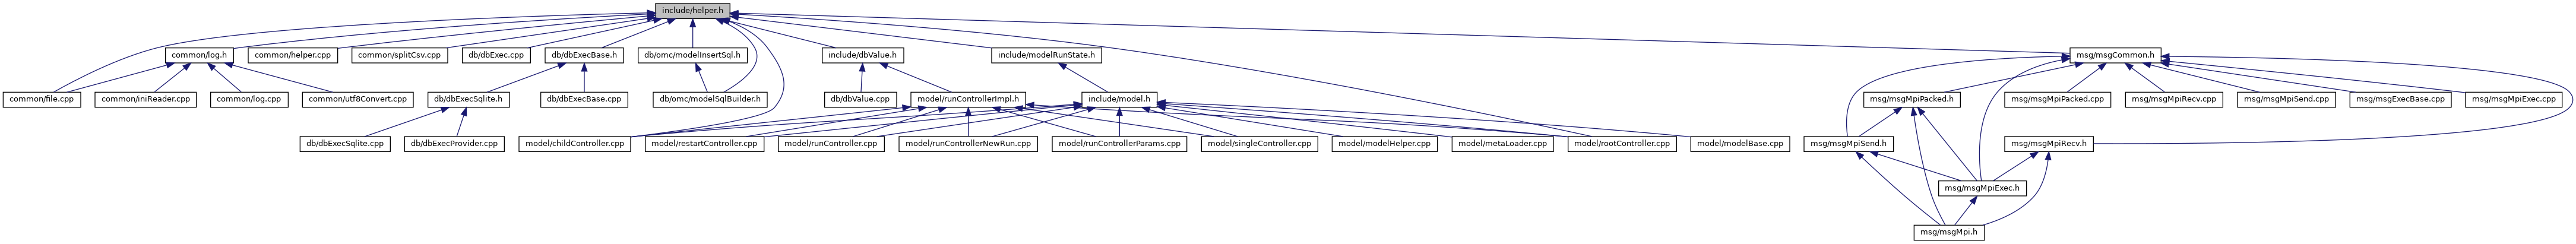 include/helper.h
common/log.h
common/helper.cpp
common/splitCsv.cpp
db/dbExec.cpp
db/dbExecBase.h
db/omc/modelInsertSql.h
include/dbValue.h
include/modelRunState.h
msg/msgCommon.h
common/file.cpp
common/iniReader.cpp
common/log.cpp
common/utf8Convert.cpp
db/dbExecSqlite.h
db/dbExecBase.cpp
db/omc/modelSqlBuilder.h
db/dbValue.cpp
model/runControllerImpl.h
include/model.h
msg/msgMpiPacked.h
msg/msgMpiPacked.cpp
msg/msgMpiRecv.cpp
msg/msgMpiSend.cpp
msg/msgExecBase.cpp
msg/msgMpiExec.cpp
db/dbExecSqlite.cpp
db/dbExecProvider.cpp
model/childController.cpp
model/restartController.cpp
model/runController.cpp
model/runControllerNewRun.cpp
model/runControllerParams.cpp
model/singleController.cpp
model/modelHelper.cpp
model/metaLoader.cpp
model/rootController.cpp
model/modelBase.cpp
msg/msgMpiSend.h
msg/msgMpiRecv.h
msg/msgMpiExec.h
msg/msgMpi.h